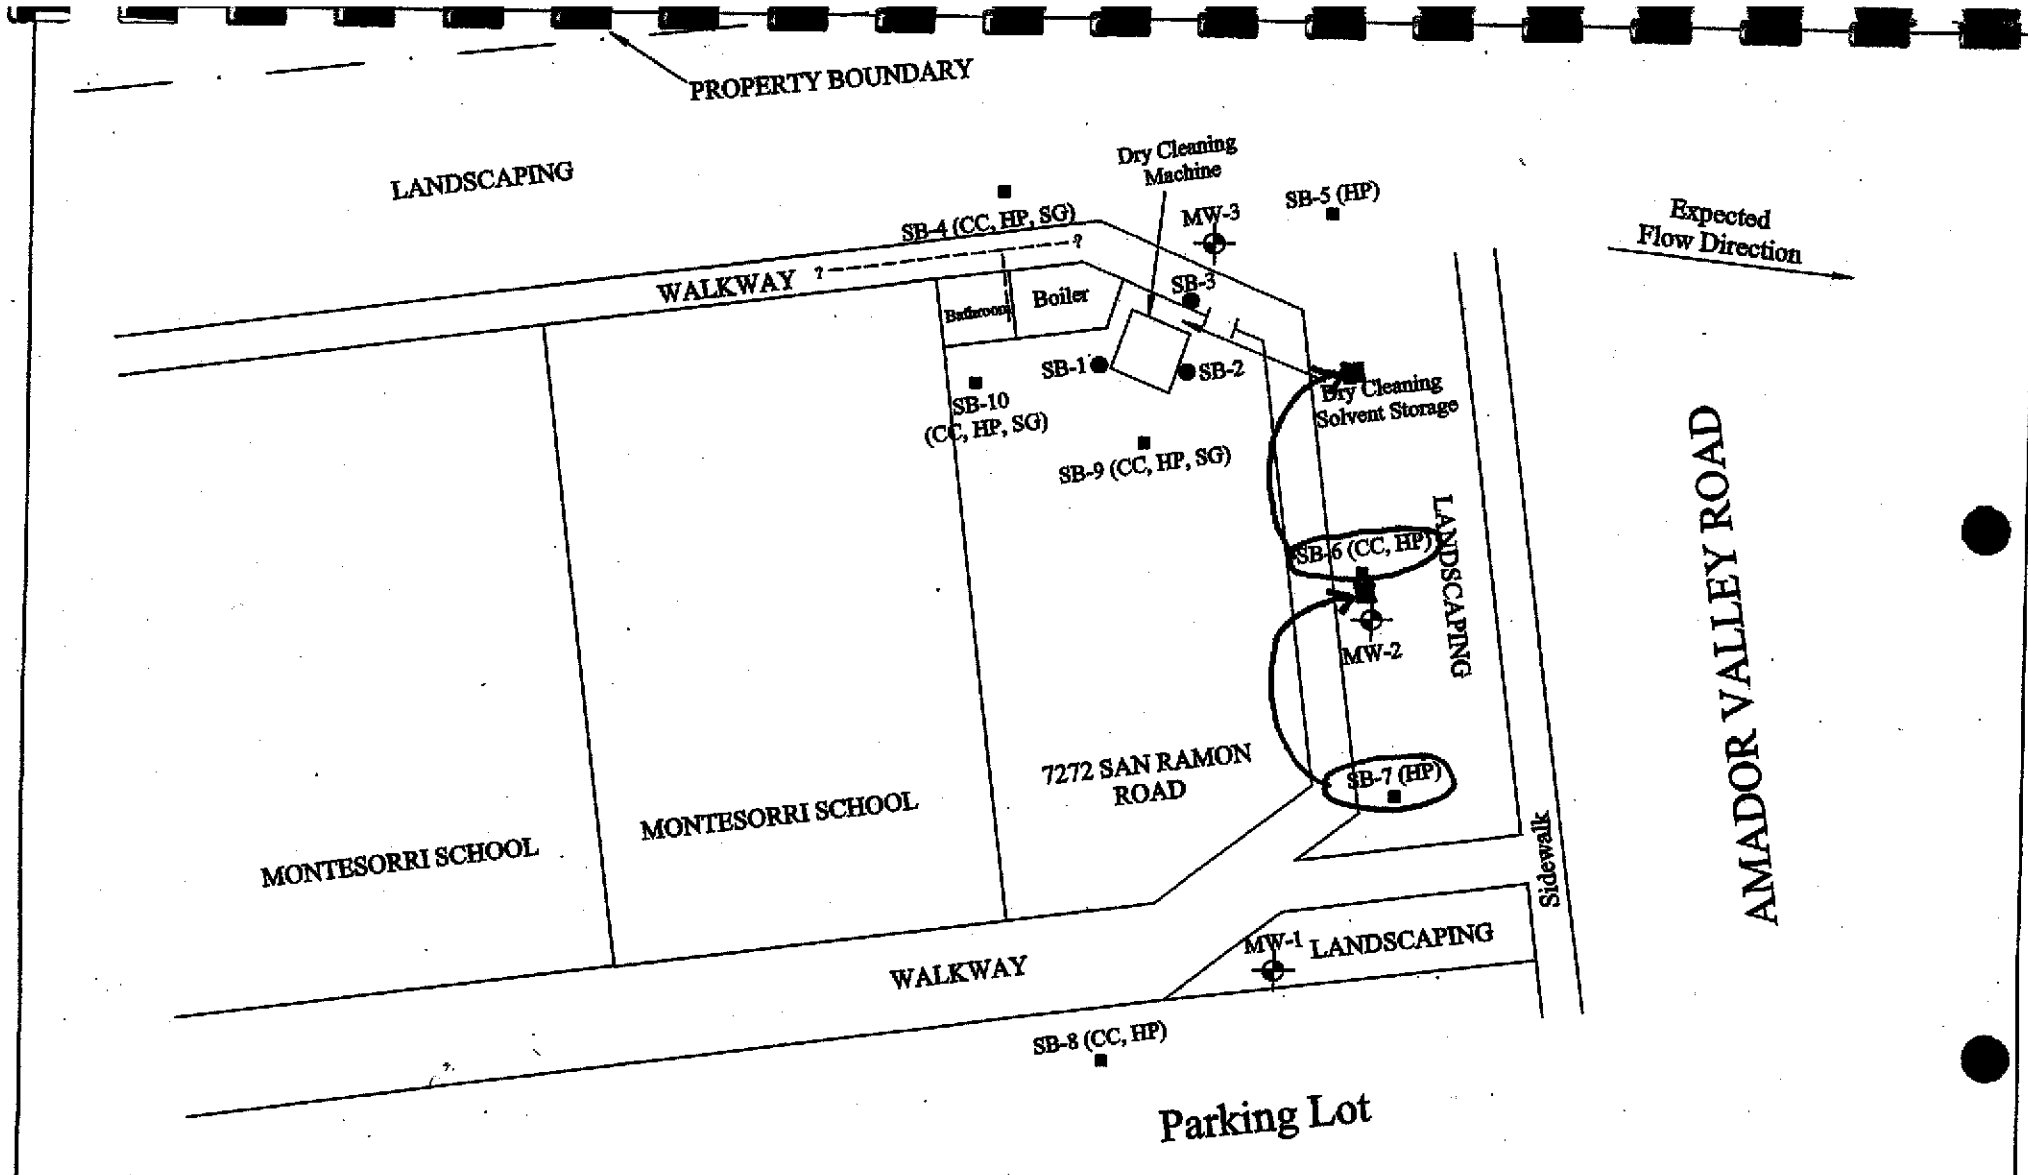 PROPERTY BOUNDARY
LANDSCAPING
Dry Cleaning
Machine
SB-5 (HP)
MW-3
SB-4 (CC, HP, SG)
Expected
Flow Direction
WALKWAY
?
?
SB-3
Bathroom
Boiler
SB-1
SB-2
SB-10
(CC, HP, SG)
Dry Cleaning
Solvent Storage
SB-9 (CC, HP, SG)
LANDSCAPING
SB-6 (CC, HP)
MW-2
AMADOR VALLEY ROAD
7272 SAN RAMON
ROAD
SB-7 (HP)
MONTESORRI SCHOOL
MONTESORRI SCHOOL
Sidewalk
MW-1
LANDSCAPING
WALKWAY
SB-8 (CC, HP)
Parking Lot